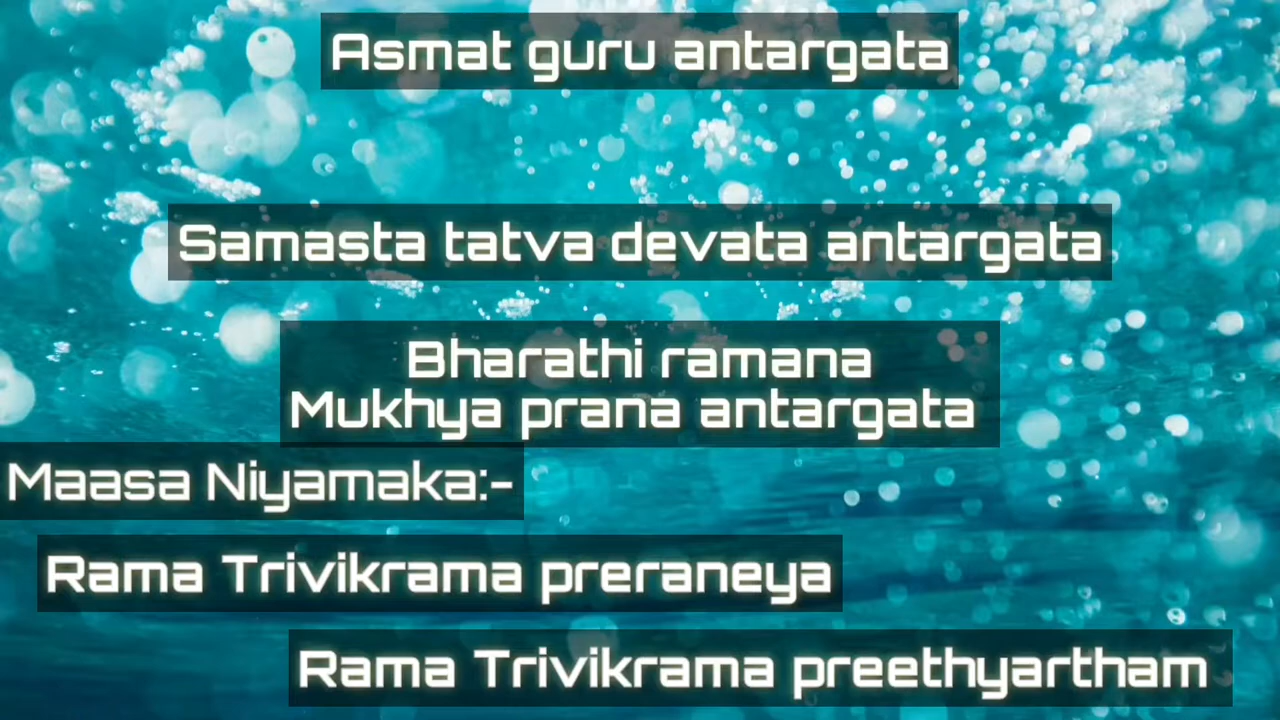 Asmat guru antargata
Samasta tatva devata antargata
Bharathi ramana
Mukhya prana antargata
Maasa Niyamaka:-
Rama Trivikrama preraneya
Rama Trivikrama preethyartham